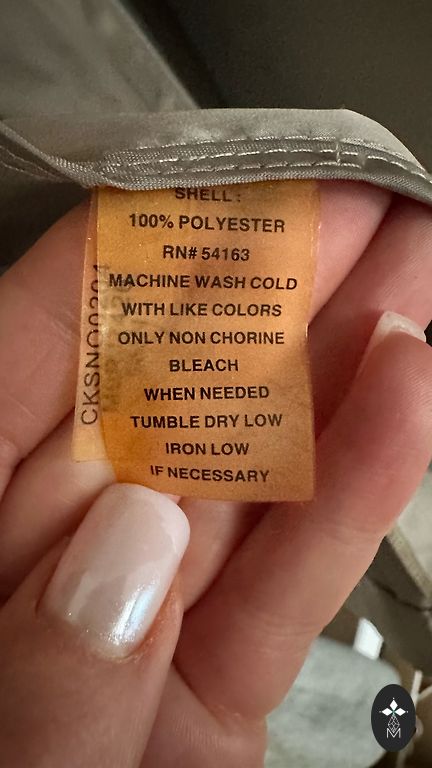 SHELL:
100% POLYESTER
RN# 54163
MACHINE WASH COLD
WITH LIKE COLORS
ONLY NON CHORINE
BLEACH
WHEN NEEDED
TUMBLE DRY LOW
IRON LOW
IF NECESSARY